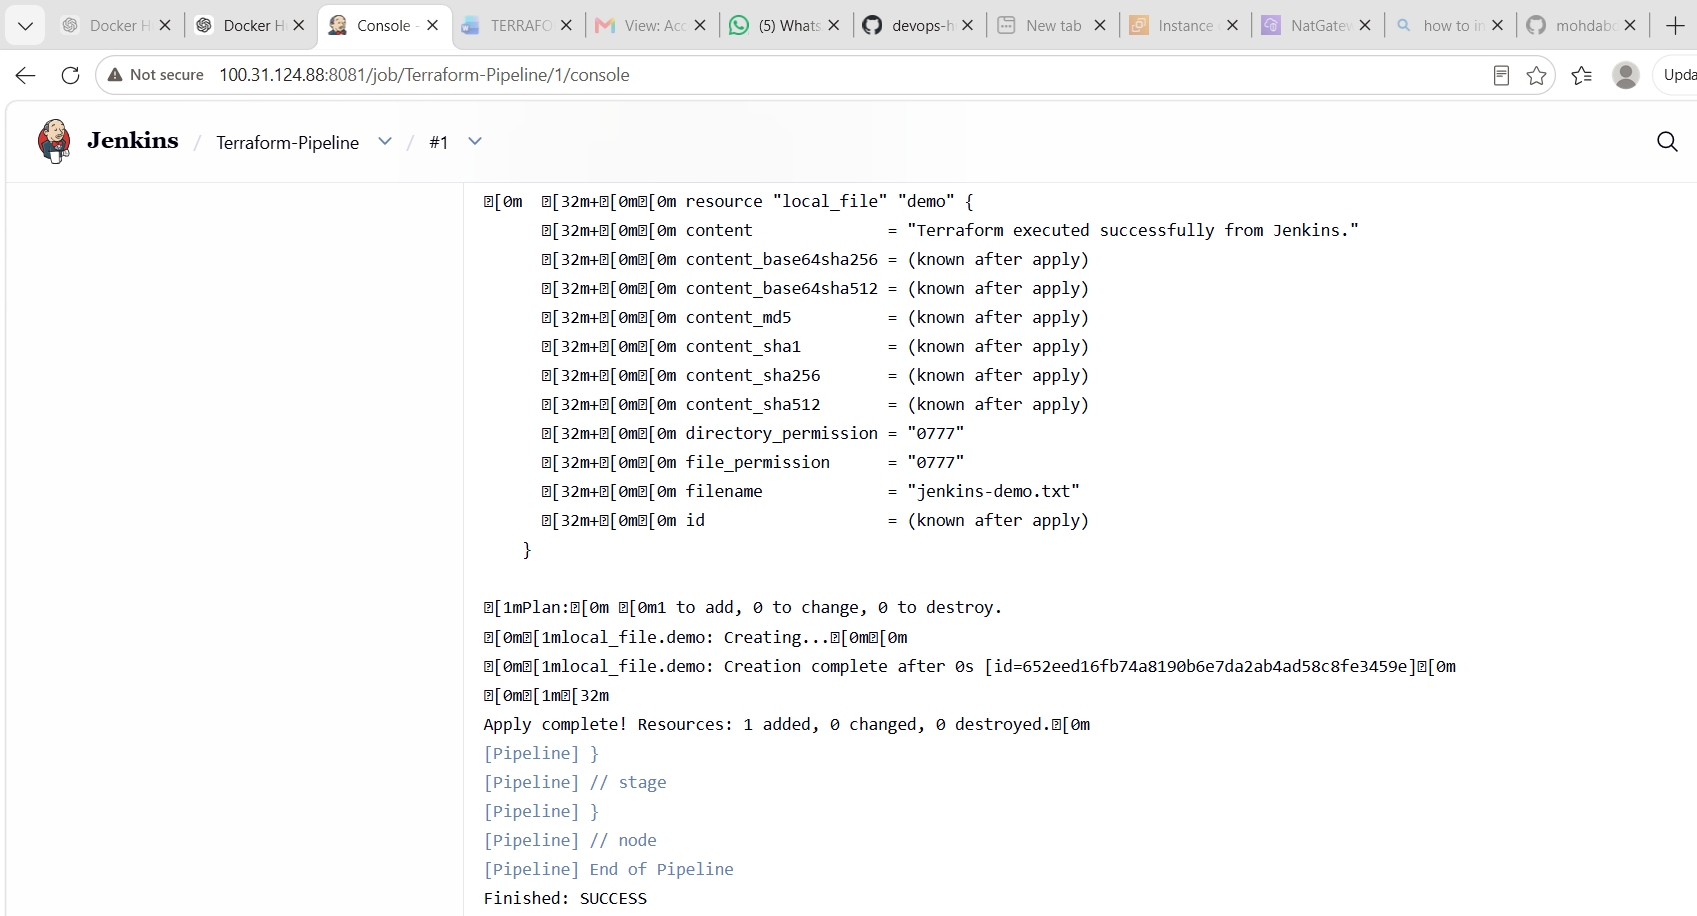 Docker H
Docker H
Console -
TERRAFO
View: Acc
(5) Whats
devops-h
New tab
Instance
NatGatew
how to in
mohdabd
Not secure 100.31.124.88:8081/job/Terraform-Pipeline/1/console
Upda
Jenkins / Terraform-Pipeline / #1
[0m  [32m+[0m[0m resource "local_file" "demo" {
[32m+[0m[0m content = "Terraform executed successfully from Jenkins."
[32m+[0m[0m content_base64sha256 = (known after apply)
[32m+[0m[0m content_base64sha512 = (known after apply)
[32m+[0m[0m content_md5 = (known after apply)
[32m+[0m[0m content_sha1 = (known after apply)
[32m+[0m[0m content_sha256 = (known after apply)
[32m+[0m[0m content_sha512 = (known after apply)
[32m+[0m[0m directory_permission = "0777"
[32m+[0m[0m file_permission = "0777"
[32m+[0m[0m filename = "jenkins-demo.txt"
[32m+[0m[0m id = (known after apply)
}
[1mPlan:[0m [0m1 to add, 0 to change, 0 to destroy.
[0m[1mlocal_file.demo: Creating...[0m[0m
[0m[1mlocal_file.demo: Creation complete after 0s [id=652eed16fb74a8190b6e7da2ab4ad58c8fe3459e][0m
[0m[1m[32m
Apply complete! Resources: 1 added, 0 changed, 0 destroyed.[0m
[Pipeline] }
[Pipeline] // stage
[Pipeline] }
[Pipeline] // node
[Pipeline] End of Pipeline
Finished: SUCCESS